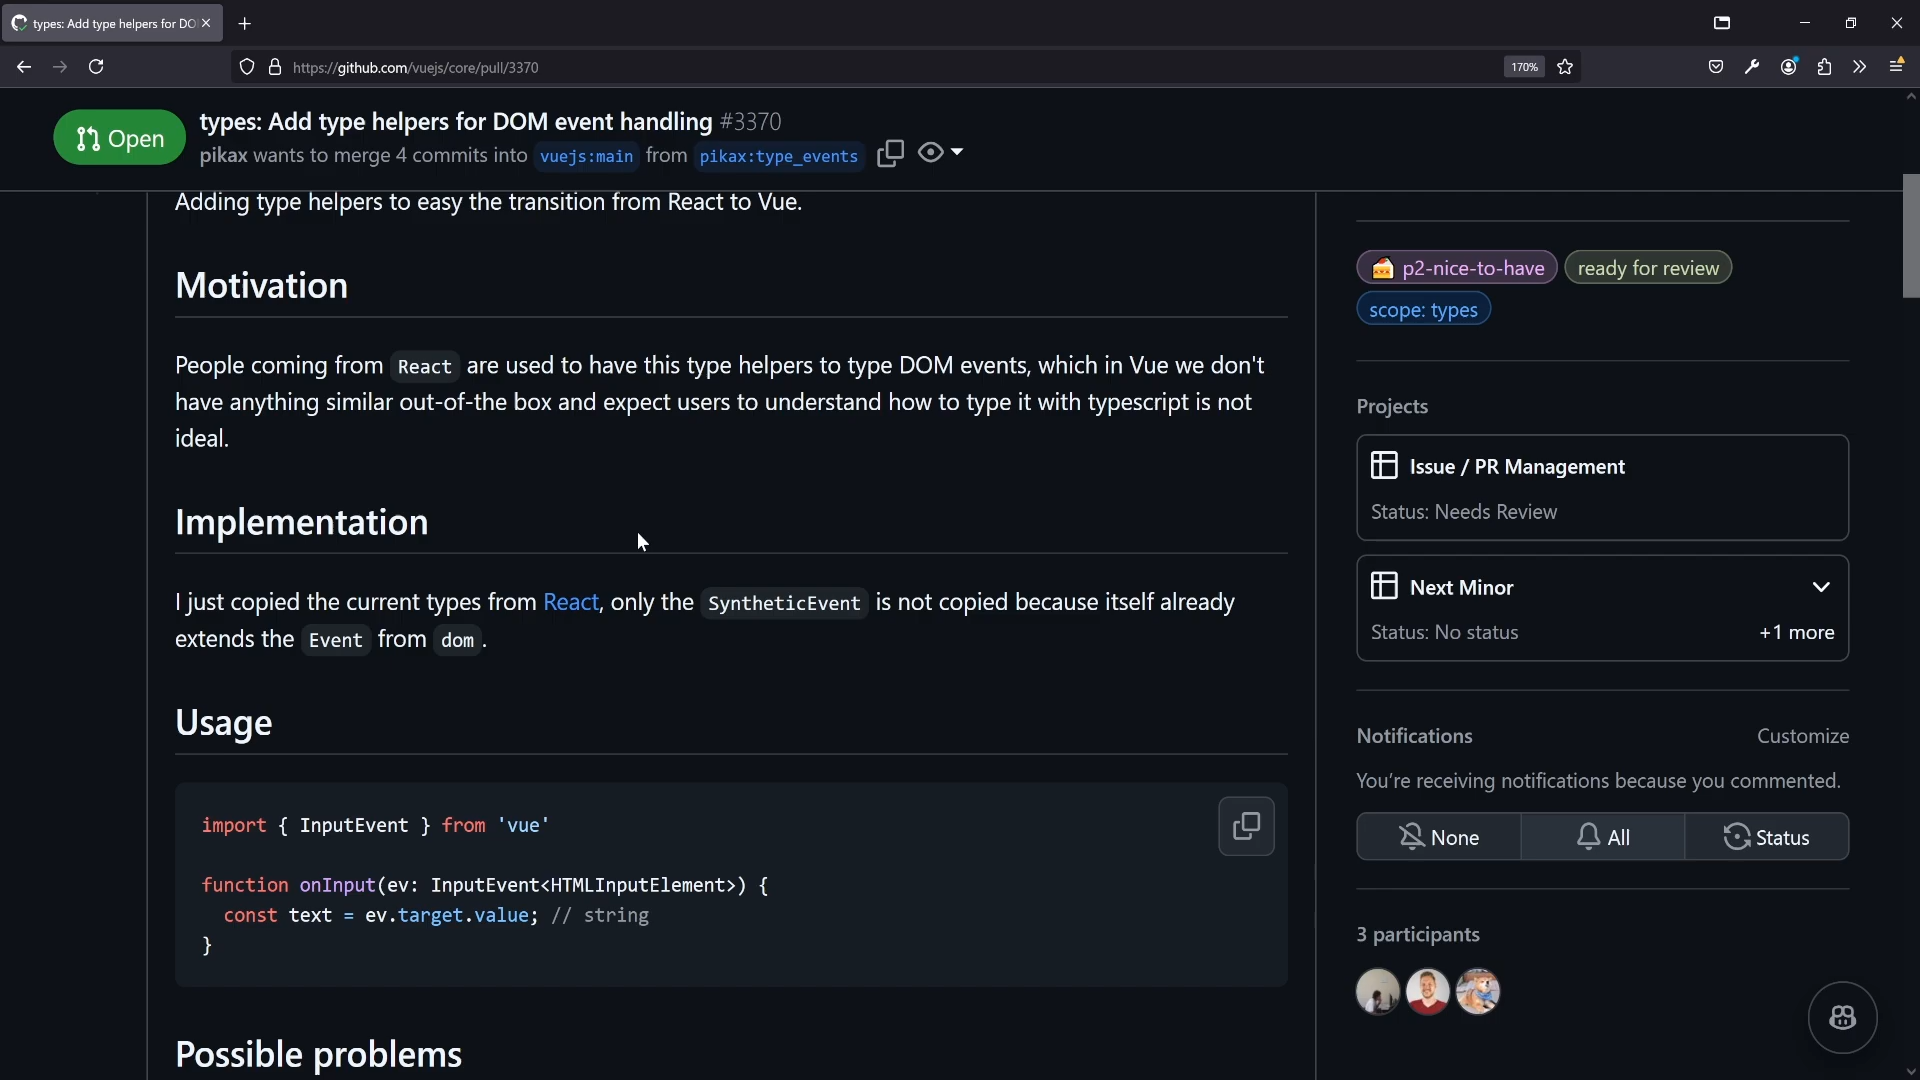 types: Add type helpers for DO
https://github.com/vuejs/core/pull/3370
170%
Open
types: Add type helpers for DOM event handling #3370
pikax wants to merge 4 commits into vuejs:main from pikax:type_events
Adding type helpers to easy the transition from React to Vue.
Motivation
People coming from React are used to have this type helpers to type DOM events, which in Vue we don't
have anything similar out-of-the box and expect users to understand how to type it with typescript is not
ideal.
Implementation
I just copied the current types from React, only the SyntheticEvent is not copied because itself already
extends the Event from dom.
Usage
import { InputEvent } from 'vue'
function onInput(ev: InputEvent<HTMLInputElement>) {
const text = ev.target.value; // string
}
Possible problems
p2-nice-to-have
ready for review
scope: types
Projects
Issue / PR Management
Status: Needs Review
Next Minor
Status: No status
+1 more
Notifications
Customize
You're receiving notifications because you commented.
None
All
Status
3 participants